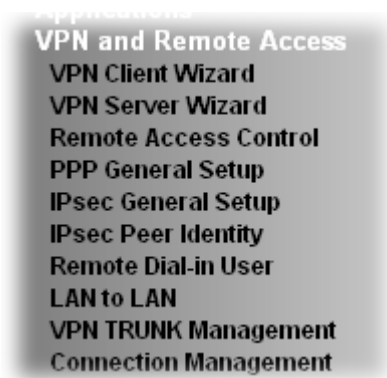 Applications
VPN and Remote Access
VPN Client Wizard
VPN Server Wizard
Remote Access Control
PPP General Setup
IPsec General Setup
IPsec Peer Identity
Remote Dial-in User
LAN to LAN
VPN TRUNK Management
Connection Management